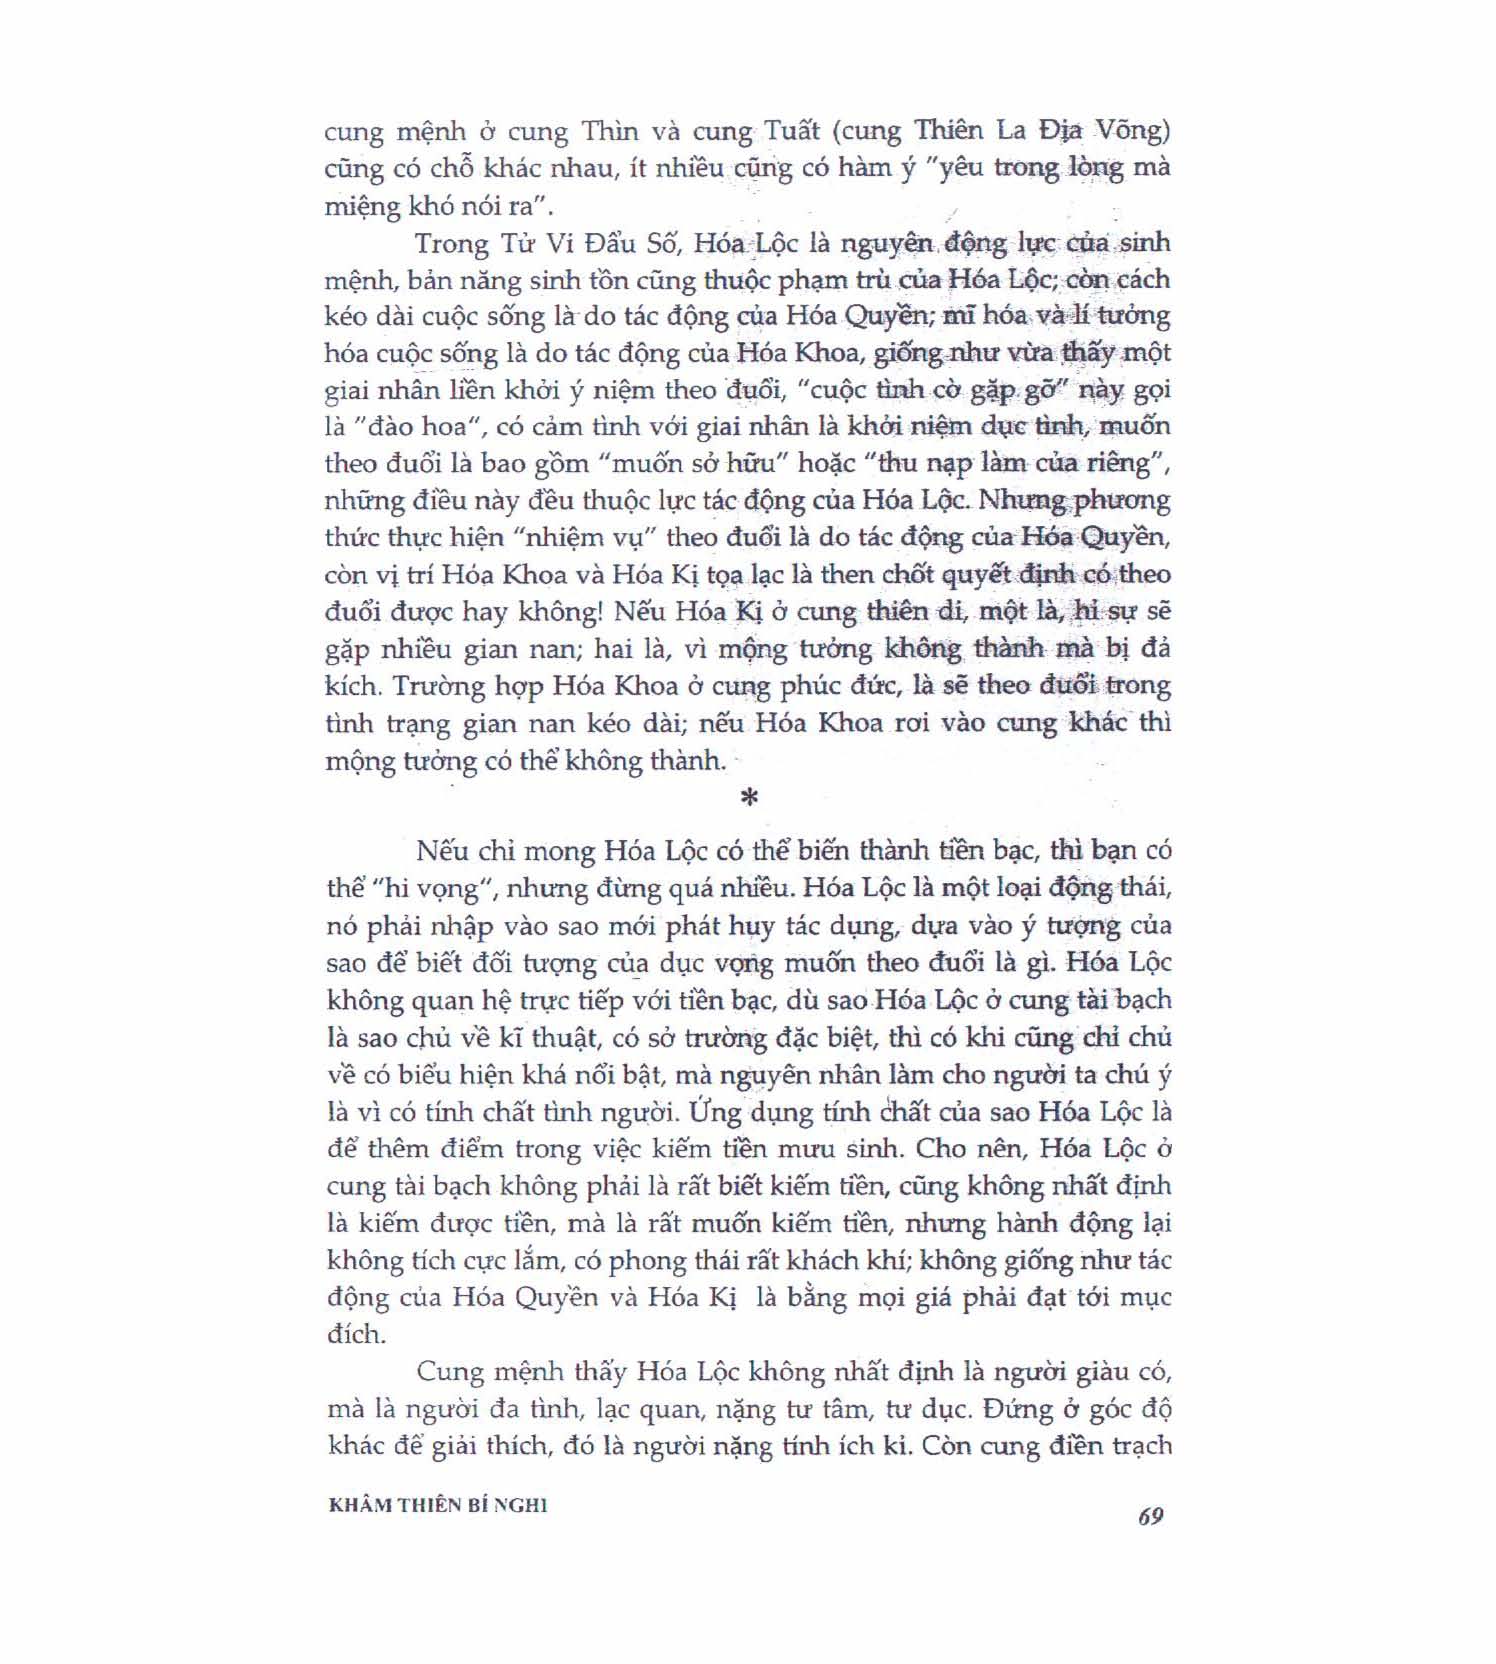 cung mệnh ở cung Thìn và cung Tuất (cung Thiên La Địa Võng)
cũng có chỗ khác nhau, ít nhiều cũng có hàm ý "yêu trong lòng mà
miệng khó nói ra".
Trong Tử Vi Đẩu Số, Hóa Lộc là nguyên động lực của sinh
mệnh, bản năng sinh tồn cũng thuộc phạm trù của Hóa Lộc; còn cách
kéo dài cuộc sống là do tác động của Hóa Quyền; mĩ hóa và lí tưởng
hóa cuộc sống là do tác động của Hóa Khoa, giống như vừa thấy một
giai nhân liền khởi ý niệm theo đuổi, "cuộc tình cờ gặp gỡ" này gọi
là "đào hoa", có cảm tình với giai nhân là khởi niệm dục tình, muốn
theo đuổi là bao gồm "muốn sở hữu" hoặc "thu nạp làm của riêng",
những điều này đều thuộc lực tác động của Hóa Lộc. Nhưng phương
thức thực hiện "nhiệm vụ" theo đuổi là do tác động của Hóa Quyền,
còn vị trí Hóa Khoa và Hóa Kị tọa lạc là then chốt quyết định có theo
đuổi được hay không! Nếu Hóa Kị ở cung thiên di, một là, hỉ sự sẽ
gặp nhiều gian nan; hai là, vì mộng tưởng không thành mà bị đả
kích. Trường hợp Hóa Khoa ở cung phúc đức, là sẽ theo đuổi trong
tình trạng gian nan kéo dài; nếu Hóa Khoa rơi vào cung khác thì
mộng tưởng có thể không thành.
*
Nếu chỉ mong Hóa Lộc có thể biến thành tiền bạc, thì bạn có
thể "hi vọng", nhưng đừng quá nhiều. Hóa Lộc là một loại động thái,
nó phải nhập vào sao mới phát huy tác dụng, dựa vào ý tượng của
sao để biết đối tượng của dục vọng muốn theo đuổi là gì. Hóa Lộc
không quan hệ trực tiếp với tiền bạc, dù sao Hóa Lộc ở cung tài bạch
là sao chủ về kĩ thuật, có sở trường đặc biệt, thì có khi cũng chỉ chủ
về có biểu hiện khá nổi bật, mà nguyên nhân làm cho người ta chú ý
là vì có tính chất tình người. Ứng dụng tính chất của sao Hóa Lộc là
để thêm điểm trong việc kiếm tiền mưu sinh. Cho nên, Hóa Lộc ở
cung tài bạch không phải là rất biết kiếm tiền, cũng không nhất định
là kiếm được tiền, mà là rất muốn kiếm tiền, nhưng hành động lại
không tích cực lắm, có phong thái rất khách khí; không giống như tác
động của Hóa Quyền và Hóa Kị là bằng mọi giá phải đạt tới mục
đích.
Cung mệnh thấy Hóa Lộc không nhất định là người giàu có,
mà là người đa tình, lạc quan, nặng tư tâm, tư dục. Đứng ở góc độ
khác để giải thích, đó là người nặng tính ích kỉ. Còn cung điền trạch
KHÂM THIÊN BÍ NGHI
69